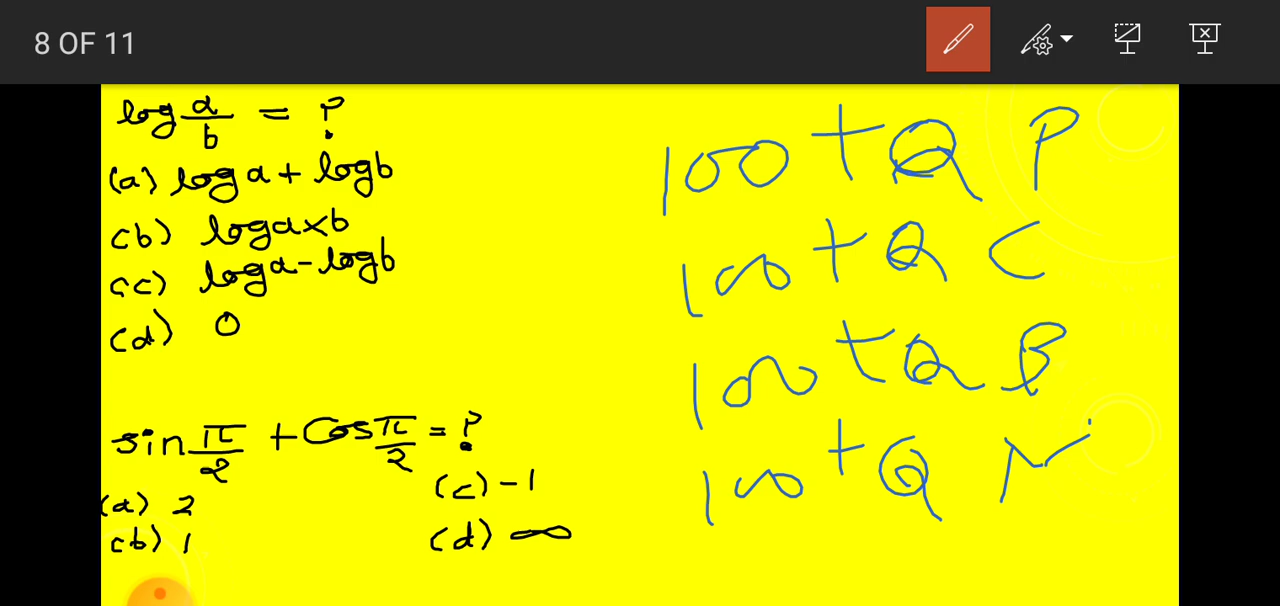 8 OF 11
log a/b = ?
(a) log a + log b
(b) log a x b
(c) log a - log b
(d) 0
sin π/2 + Cos π/2 = ?
(a) 2
(b) 1
(c) -1
(d) ∞
100 + Q P
100 + Q C
100 + Q B
100 + Q M